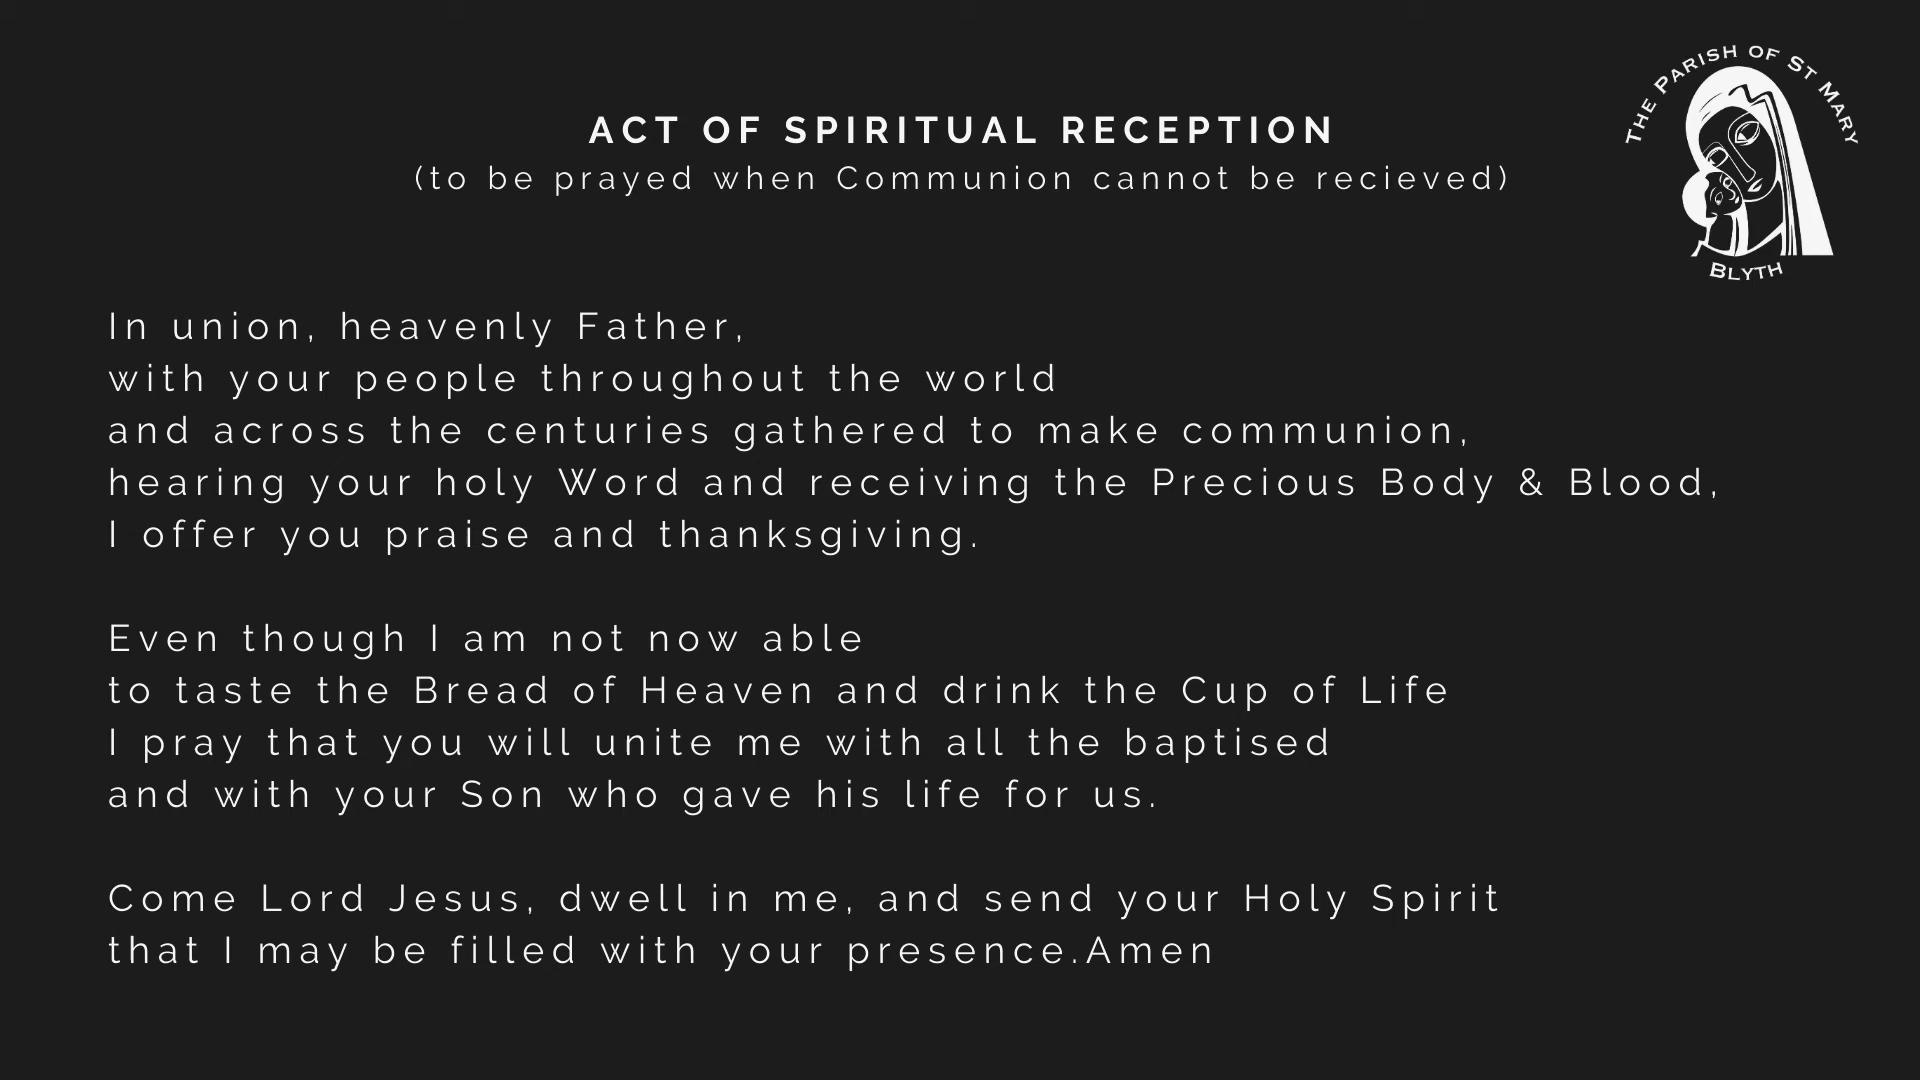 THE PARISH OF ST MARY
BLYTH
ACT OF SPIRITUAL RECEPTION
(to be prayed when Communion cannot be recieved)
In union, heavenly Father,
with your people throughout the world
and across the centuries gathered to make communion,
hearing your holy Word and receiving the Precious Body & Blood,
I offer you praise and thanksgiving.
Even though I am not now able
to taste the Bread of Heaven and drink the Cup of Life
I pray that you will unite me with all the baptised
and with your Son who gave his life for us.
Come Lord Jesus, dwell in me, and send your Holy Spirit
that I may be filled with your presence.Amen